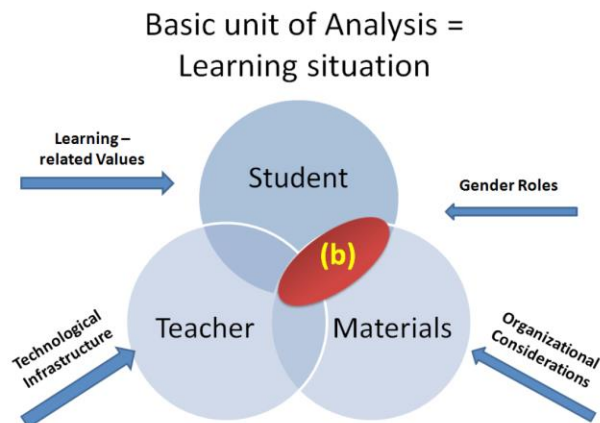 Basic unit of Analysis =
Learning situation
Learning –
related Values
Student
Gender Roles
(b)
Teacher
Materials
Technological
Infrastructure
Organizational
Considerations